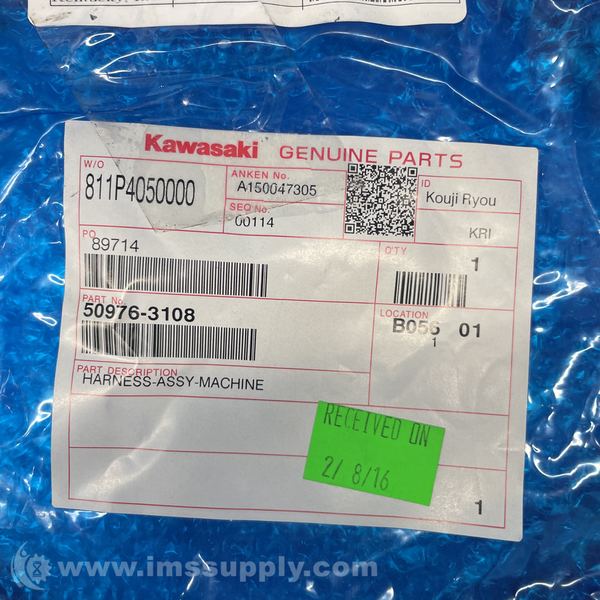 Kawasaki GENUINE PARTS
W/O
811P4050000
ANKEN No.
A150047305
SEQ No.
00114
ID
Kouji Ryou
KRI
PO
89714
Q'TY
1
PART No.
50976-3108
LOCATION
B056 01
1
PART DESCRIPTION
HARNESS-ASSY-MACHINE
RECEIVED ON
2/ 8/16
1
www.imssupply.com